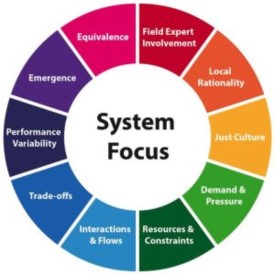 System
Focus
Field Expert
Involvement
Local
Rationality
Just Culture
Demand &
Pressure
Resources &
Constraints
Interactions
& Flows
Trade-offs
Performance
Variability
Emergence
Equivalence